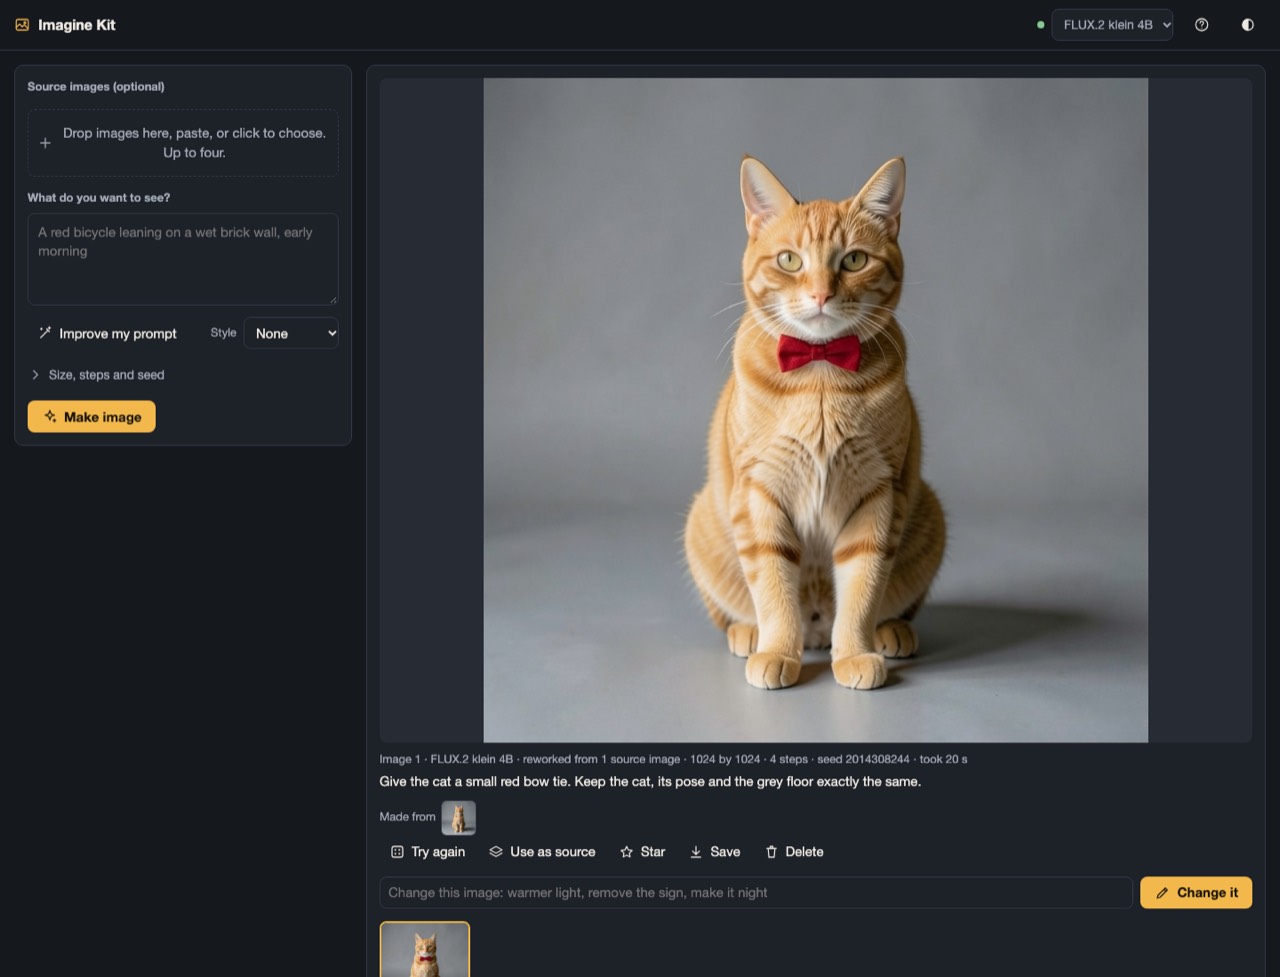 Imagine Kit
FLUX.2 klein 4B
Source images (optional)
Drop images here, paste, or click to choose.
Up to four.
What do you want to see?
A red bicycle leaning on a wet brick wall, early
morning
Improve my prompt
Style
None
Size, steps and seed
Make image
Image 1 · FLUX.2 klein 4B · reworked from 1 source image · 1024 by 1024 · 4 steps · seed 2014308244 · took 20 s
Give the cat a small red bow tie. Keep the cat, its pose and the grey floor exactly the same.
Made from
Try again
Use as source
Star
Save
Delete
Change this image: warmer light, remove the sign, make it night
Change it